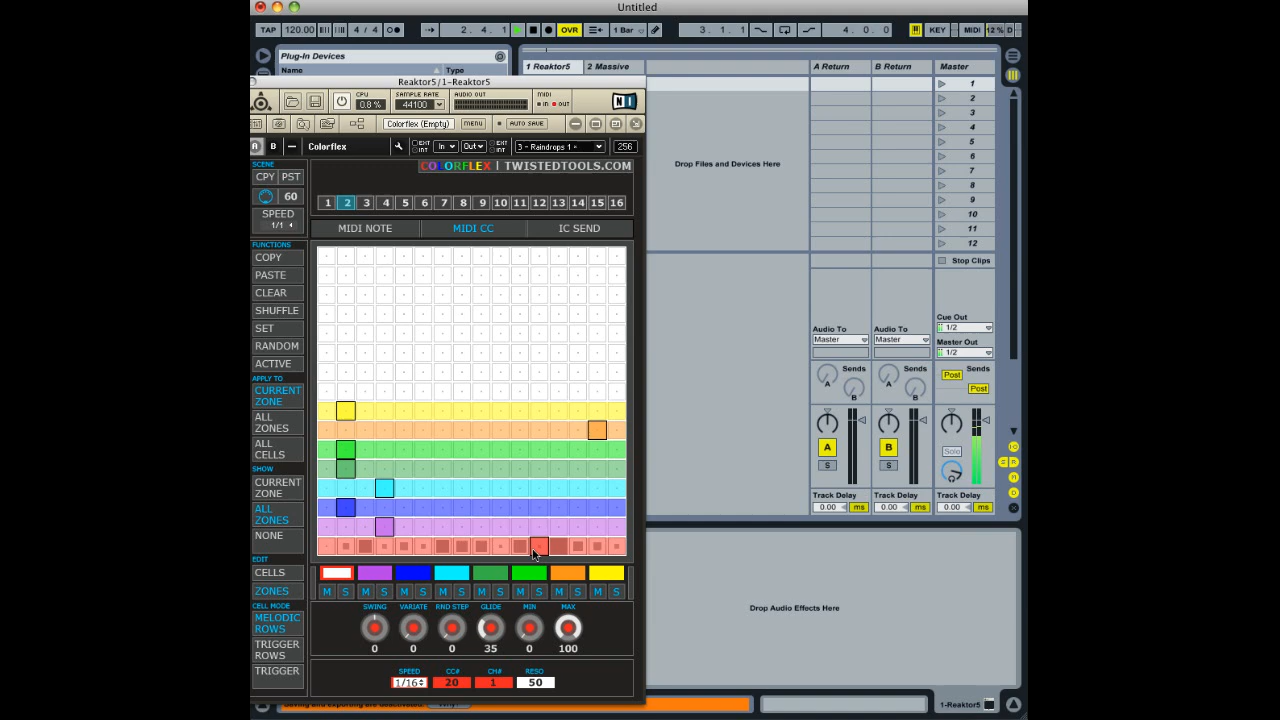 Untitled
TAP 120.00 4 / 4 2. 4. 1 OVR 1 Bar 3. 1. 1 4. 0. 0 KEY MIDI 12 % D
Plug-In Devices
Name Type
1 Reaktor5 2 Massive A Return B Return Master
Reaktor5/1-Reaktor5
CPU SAMPLE RATE AUDIO OUT MIDI
0.8 % 44100 IN OUT NI
Colorflex (Empty) MENU AUTO SAVE
A B Colorflex EXT INT In Out EXT INT 3 - Raindrops 1 256
SCENE
CPY PST
60
SPEED
1/1
COLORFLEX | TWISTEDTOOLS.COM
1 2 3 4 5 6 7 8 9 10 11 12 13 14 15 16
MIDI NOTE MIDI CC IC SEND
FUNCTIONS
COPY
PASTE
CLEAR
SHUFFLE
SET
RANDOM
ACTIVE
APPLY TO
CURRENT
ZONE
ALL
ZONES
ALL
CELLS
SHOW
CURRENT
ZONE
ALL
ZONES
NONE
EDIT
CELLS
ZONES
CELL MODE
MELODIC
ROWS
TRIGGER
ROWS
TRIGGER
M S M S M S M S M S M S M S M S
SWING VARIATE RND STEP GLIDE MIN MAX
0 0 0 35 0 100
SPEED CC# CH# RESO
1/16 20 1 50
Drop Files and Devices Here
1
2
3
4
5
6
7
8
9
10
11
12
Stop Clips
Cue Out
1/2
Audio To Audio To Master Out
Master Master 1/2
Sends Sends Sends
A B A B Post
Post
A B Solo
S S
Track Delay Track Delay Track Delay
0.00 ms 0.00 ms 0.00 ms
Drop Audio Effects Here
Saving and exporting are deactivated. 1-Reaktor5